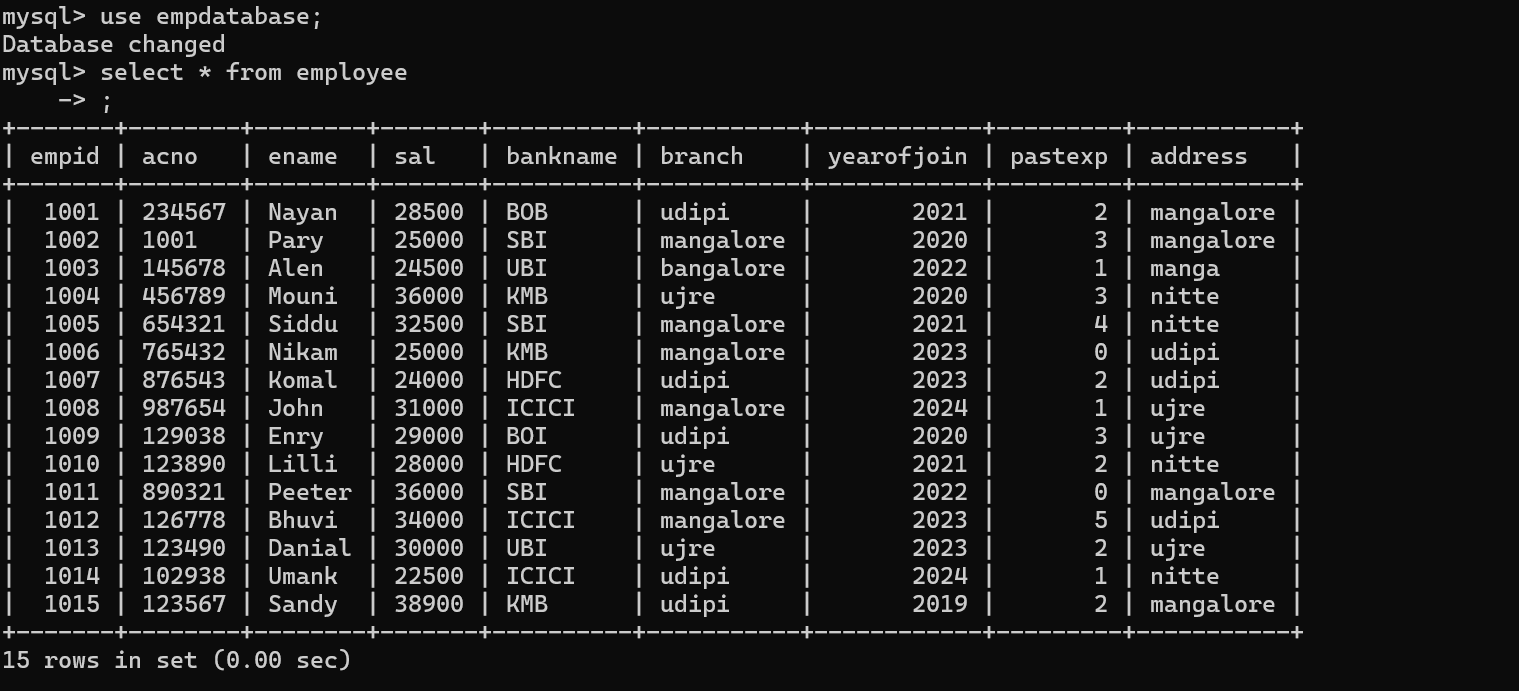 mysql> use empdatabase;
Database changed
mysql> select * from employee
    -> ;
+-------+--------+--------+-------+----------+-----------+------------+---------+-----------+
| empid | acno   | ename  | sal   | bankname | branch    | yearofjoin | pastexp | address   |
+-------+--------+--------+-------+----------+-----------+------------+---------+-----------+
|  1001 | 234567 | Nayan  | 28500 | BOB      | udipi     |       2021 |       2 | mangalore |
|  1002 | 1001   | Pary   | 25000 | SBI      | mangalore |       2020 |       3 | mangalore |
|  1003 | 145678 | Alen   | 24500 | UBI      | bangalore |       2022 |       1 | manga     |
|  1004 | 456789 | Mouni  | 36000 | KMB      | ujre      |       2020 |       3 | nitte     |
|  1005 | 654321 | Siddu  | 32500 | SBI      | mangalore |       2021 |       4 | nitte     |
|  1006 | 765432 | Nikam  | 25000 | KMB      | mangalore |       2023 |       0 | udipi     |
|  1007 | 876543 | Komal  | 24000 | HDFC     | udipi     |       2023 |       2 | udipi     |
|  1008 | 987654 | John   | 31000 | ICICI    | mangalore |       2024 |       1 | ujre      |
|  1009 | 129038 | Enry   | 29000 | BOI      | udipi     |       2020 |       3 | ujre      |
|  1010 | 123890 | Lilli  | 28000 | HDFC     | ujre      |       2021 |       2 | nitte     |
|  1011 | 890321 | Peeter | 36000 | SBI      | mangalore |       2022 |       0 | mangalore |
|  1012 | 126778 | Bhuvi  | 34000 | ICICI    | mangalore |       2023 |       5 | udipi     |
|  1013 | 123490 | Danial | 30000 | UBI      | ujre      |       2023 |       2 | ujre      |
|  1014 | 102938 | Umank  | 22500 | ICICI    | udipi     |       2024 |       1 | nitte     |
|  1015 | 123567 | Sandy  | 38900 | KMB      | udipi     |       2019 |       2 | mangalore |
+-------+--------+--------+-------+----------+-----------+------------+---------+-----------+
15 rows in set (0.00 sec)